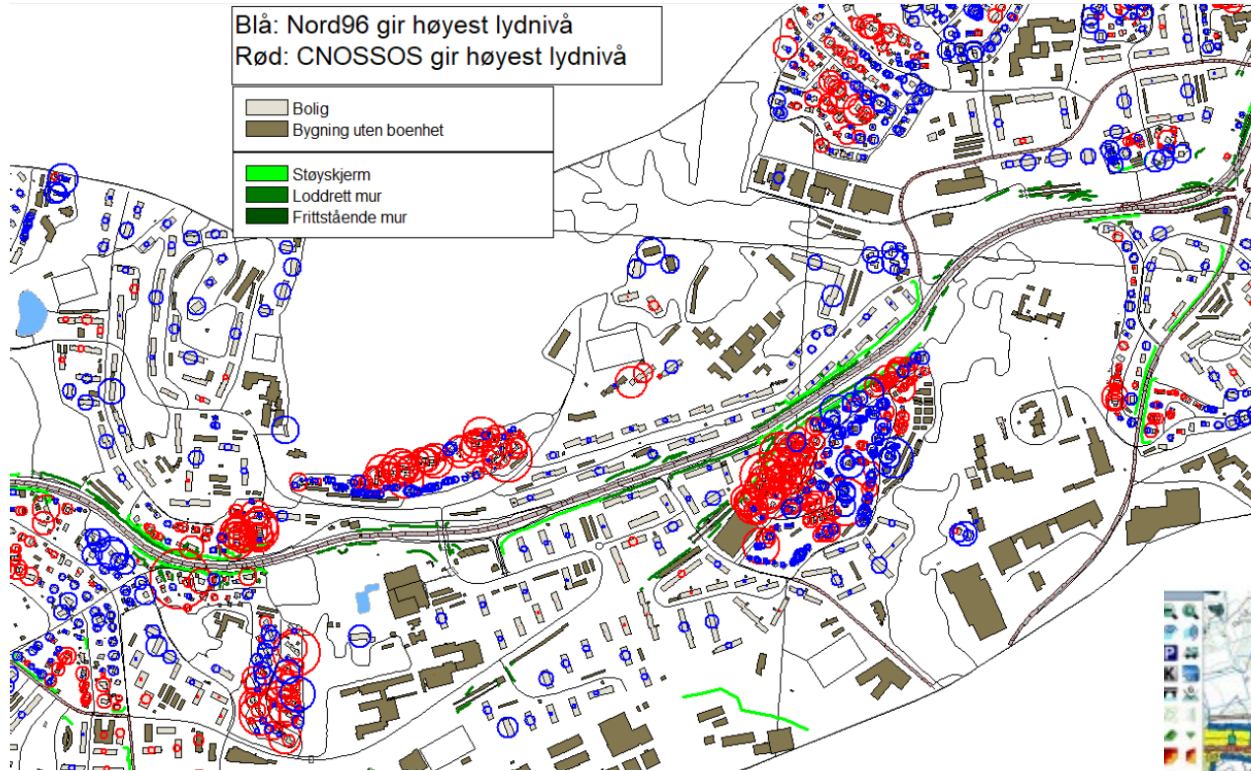 Blå: Nord96 gir høyest lydnivå
Rød: CNOSSOS gir høyest lydnivå
Bolig
Bygning uten boenhet
Støyskjerm
Loddrett mur
Frittstående mur
P
K